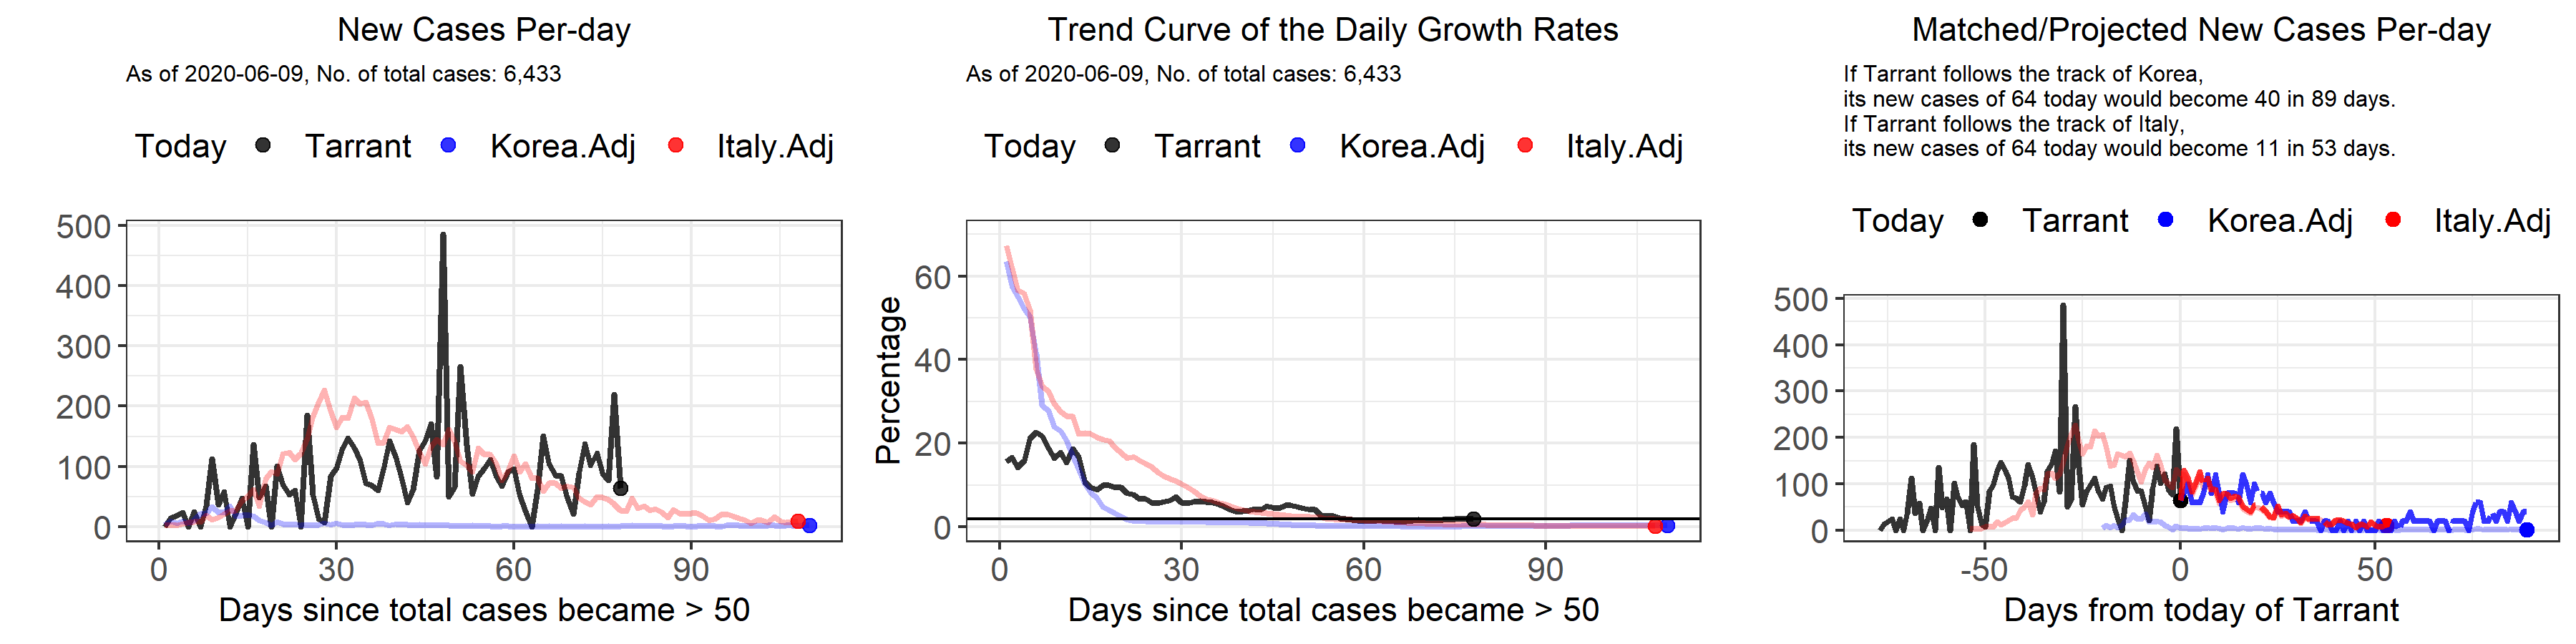 New Cases Per-day
As of 2020-06-09, No. of total cases: 6,433
Today Tarrant Korea.Adj Italy.Adj
500
400
300
200
100
0
0 30 60 90
Days since total cases became > 50
Trend Curve of the Daily Growth Rates
As of 2020-06-09, No. of total cases: 6,433
Today Tarrant Korea.Adj Italy.Adj
Percentage
60
40
20
0
0 30 60 90
Days since total cases became > 50
Matched/Projected New Cases Per-day
If Tarrant follows the track of Korea,
its new cases of 64 today would become 40 in 89 days.
If Tarrant follows the track of Italy,
its new cases of 64 today would become 11 in 53 days.
Today Tarrant Korea.Adj Italy.Adj
500
400
300
200
100
0
-50 0 50
Days from today of Tarrant